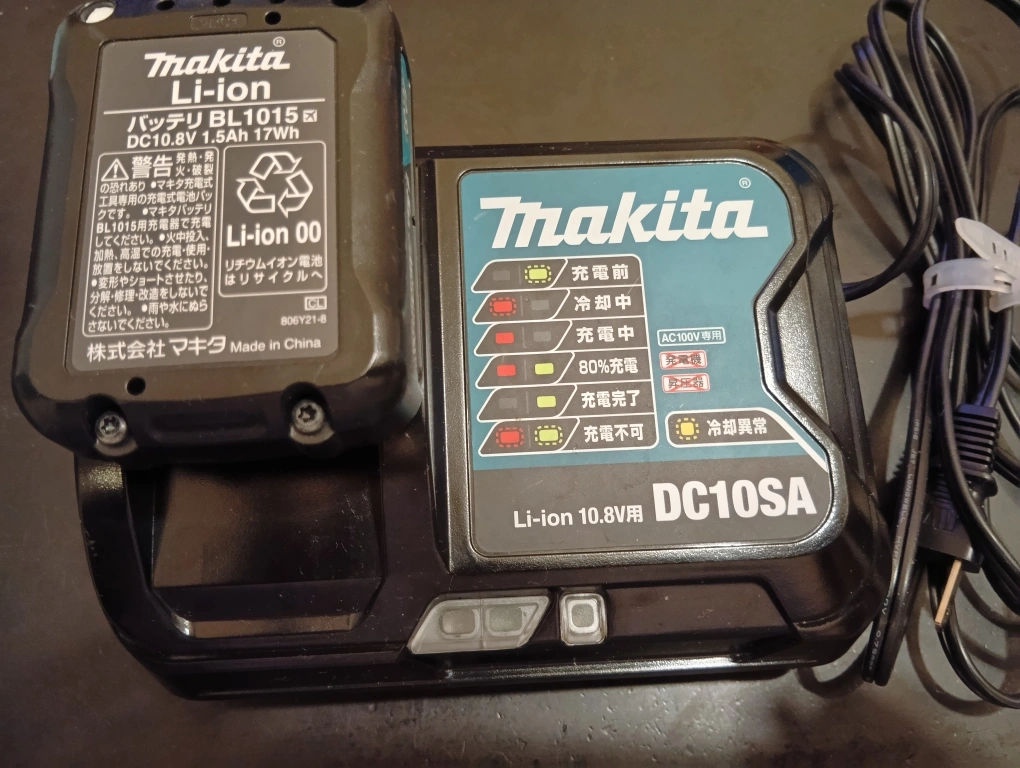 makita®
Li-ion
バッテリ BL1015
DC10.8V 1.5Ah 17Wh
警告 発熱・発
火・破裂
の恐れあり ●マキタ充電式
工具専用の充電式電池パッ
クです。 ●マキタバッテリ
BL1015用充電器で充電
してください。●火中投入、
加熱、高温での充電・使用・
放置をしないでください。
●変形やショートさせたり、
分解・修理・改造をしないで
ください。 ●雨や水にぬら
さないでください。
Li-ion 00
リチウムイオン電池
はリサイクルへ
CL
806Y21-8
株式会社 マキタ Made in China
makita®
充電前
冷却中
充電中
80%充電
充電完了
充電不可
AC100V専用
発電機
昇圧器
冷却異常
Li-ion 10.8V用 DC10SA